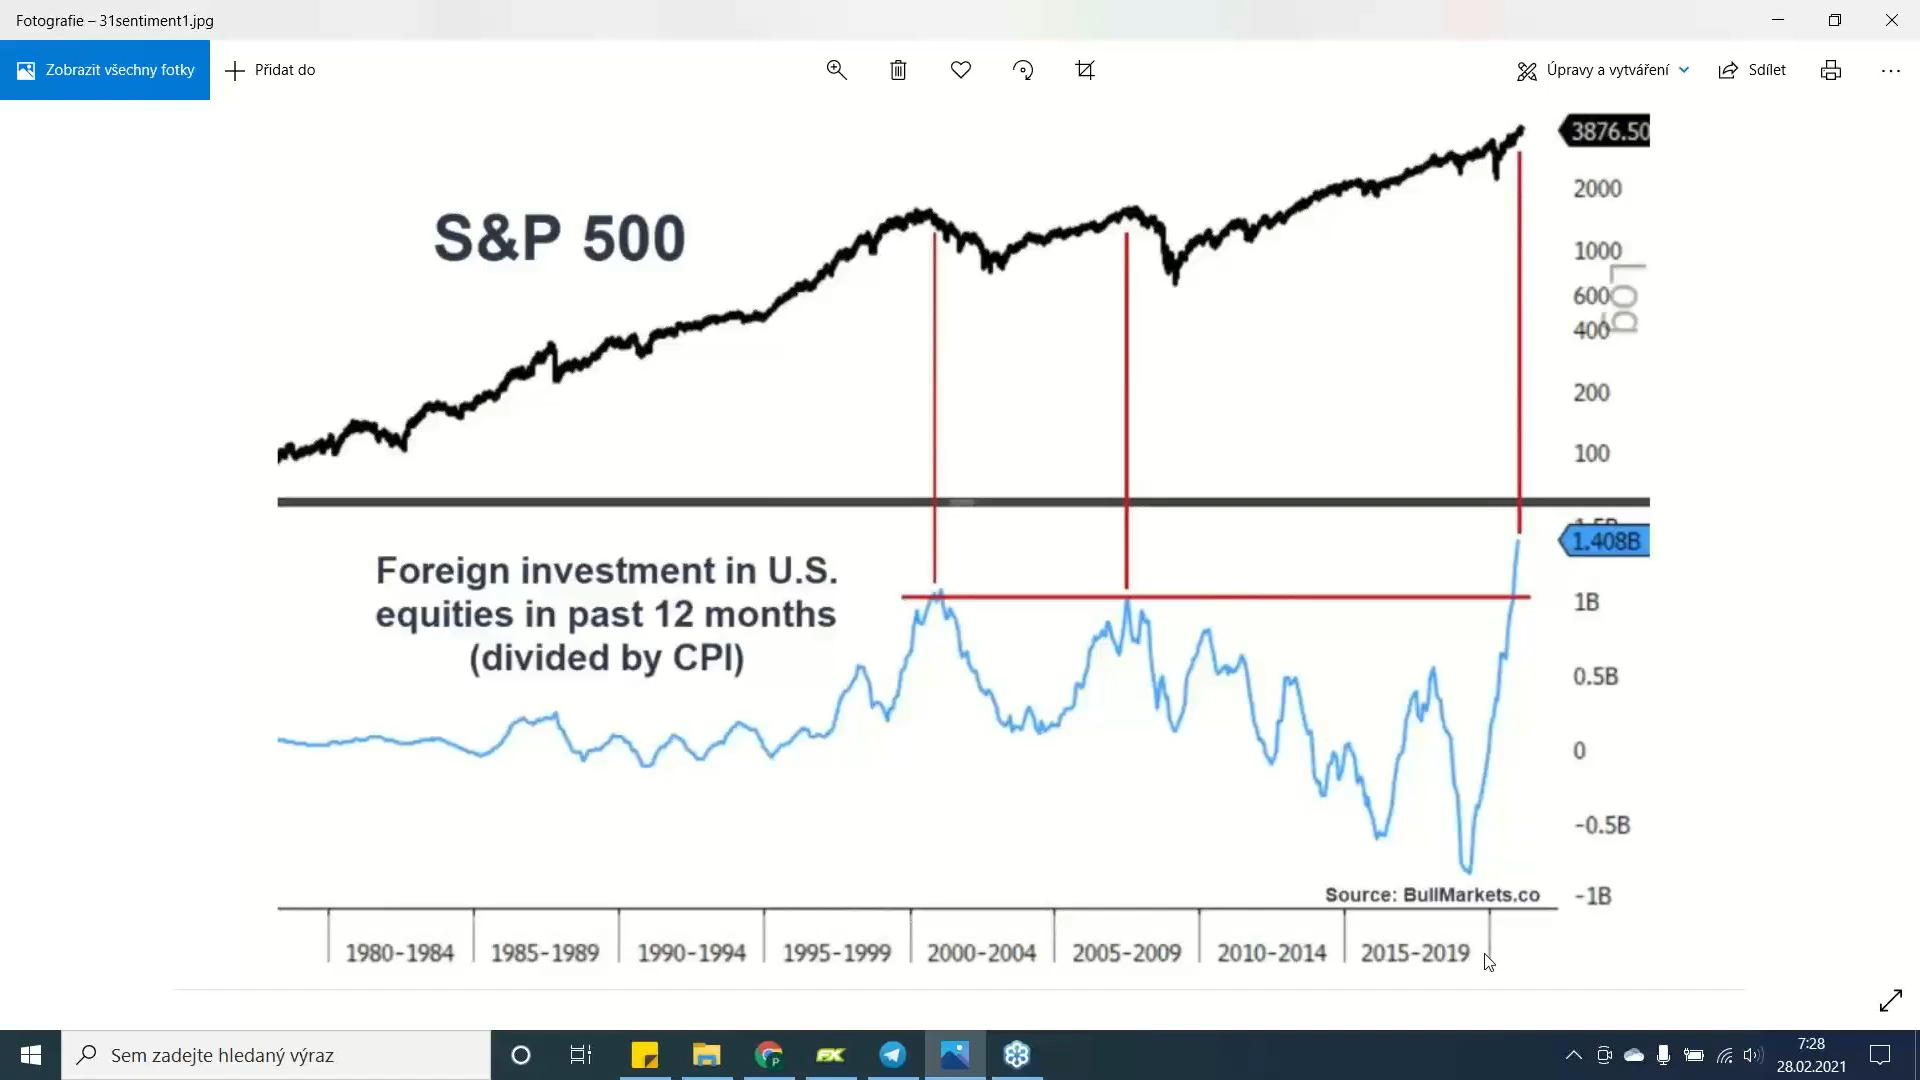 Fotografie – 31sentiment1.jpg
Zobrazit všechny fotky
Přidat do
Úpravy a vytváření
Sdílet
3876.50
S&P 500
2000
1000
600
400
200
100
Log
1.5B
1.408B
Foreign investment in U.S.
equities in past 12 months
(divided by CPI)
1B
0.5B
0
-0.5B
Source: BullMarkets.co
-1B
1980-1984
1985-1989
1990-1994
1995-1999
2000-2004
2005-2009
2010-2014
2015-2019
Sem zadejte hledaný výraz
P
FX
7:28
28.02.2021